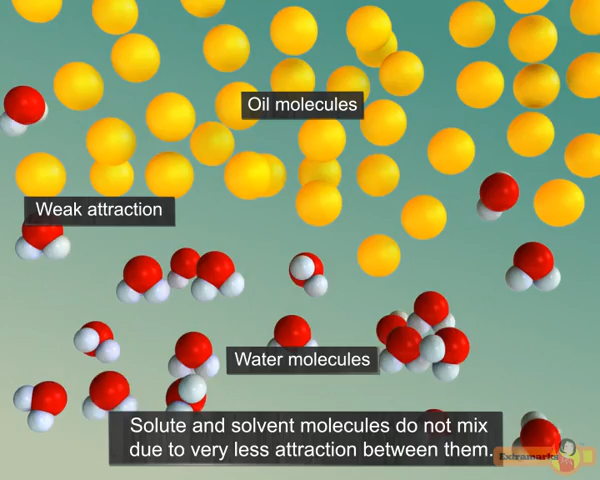 Oil molecules
Weak attraction
Water molecules
Solute and solvent molecules do not mix
due to very less attraction between them.
Extramarks